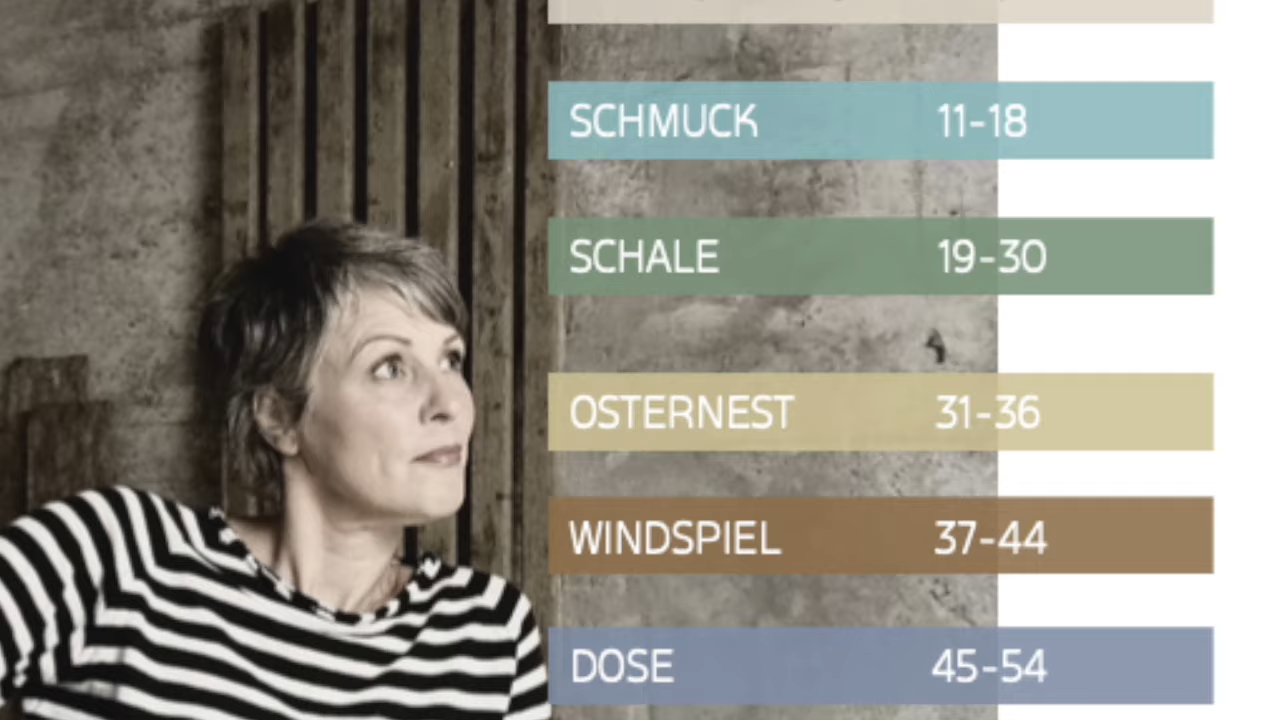 SCHMUCK 11-18
SCHALE 19-30
OSTERNEST 31-36
WINDSPIEL 37-44
DOSE 45-54